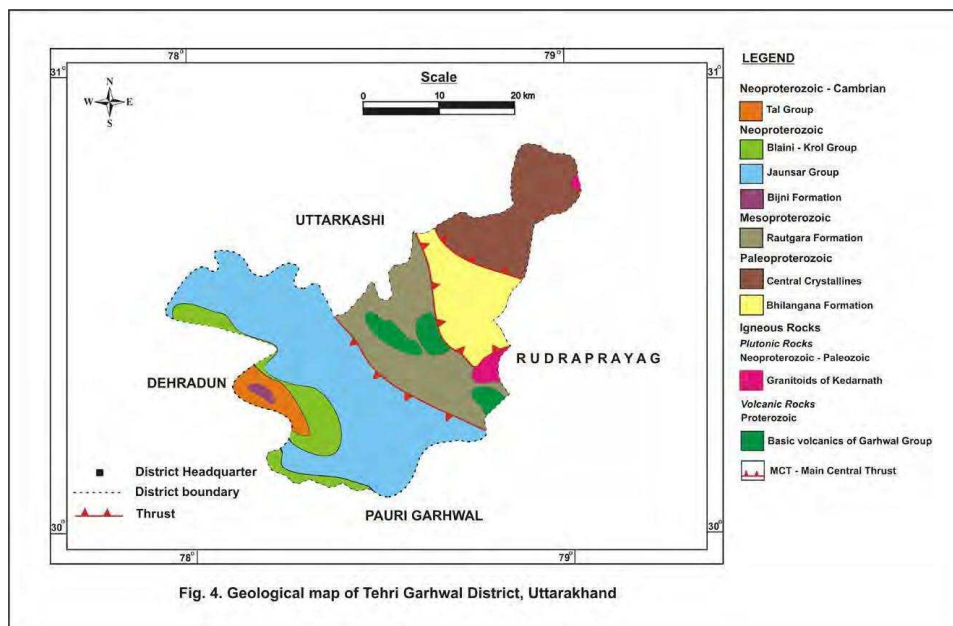 78°
79°
31°
31°
N
W E
S
Scale
0 10 20 km
UTTARKASHI
RUDRAPRAYAG
DEHRADUN
PAURI GARHWAL
District Headquarter
District boundary
Thrust
30°
30°
78°
79°
LEGEND
Neoproterozoic - Cambrian
Tal Group
Neoproterozoic
Blaini - Krol Group
Jaunsar Group
Bijni Formation
Mesoproterozoic
Rautgara Formation
Paleoproterozoic
Central Crystallines
Bhilangana Formation
Igneous Rocks
Plutonic Rocks
Neoproterozoic - Paleozoic
Granitoids of Kedarnath
Volcanic Rocks
Proterozoic
Basic volcanics of Garhwal Group
MCT - Main Central Thrust
Fig. 4. Geological map of Tehri Garhwal District, Uttarakhand